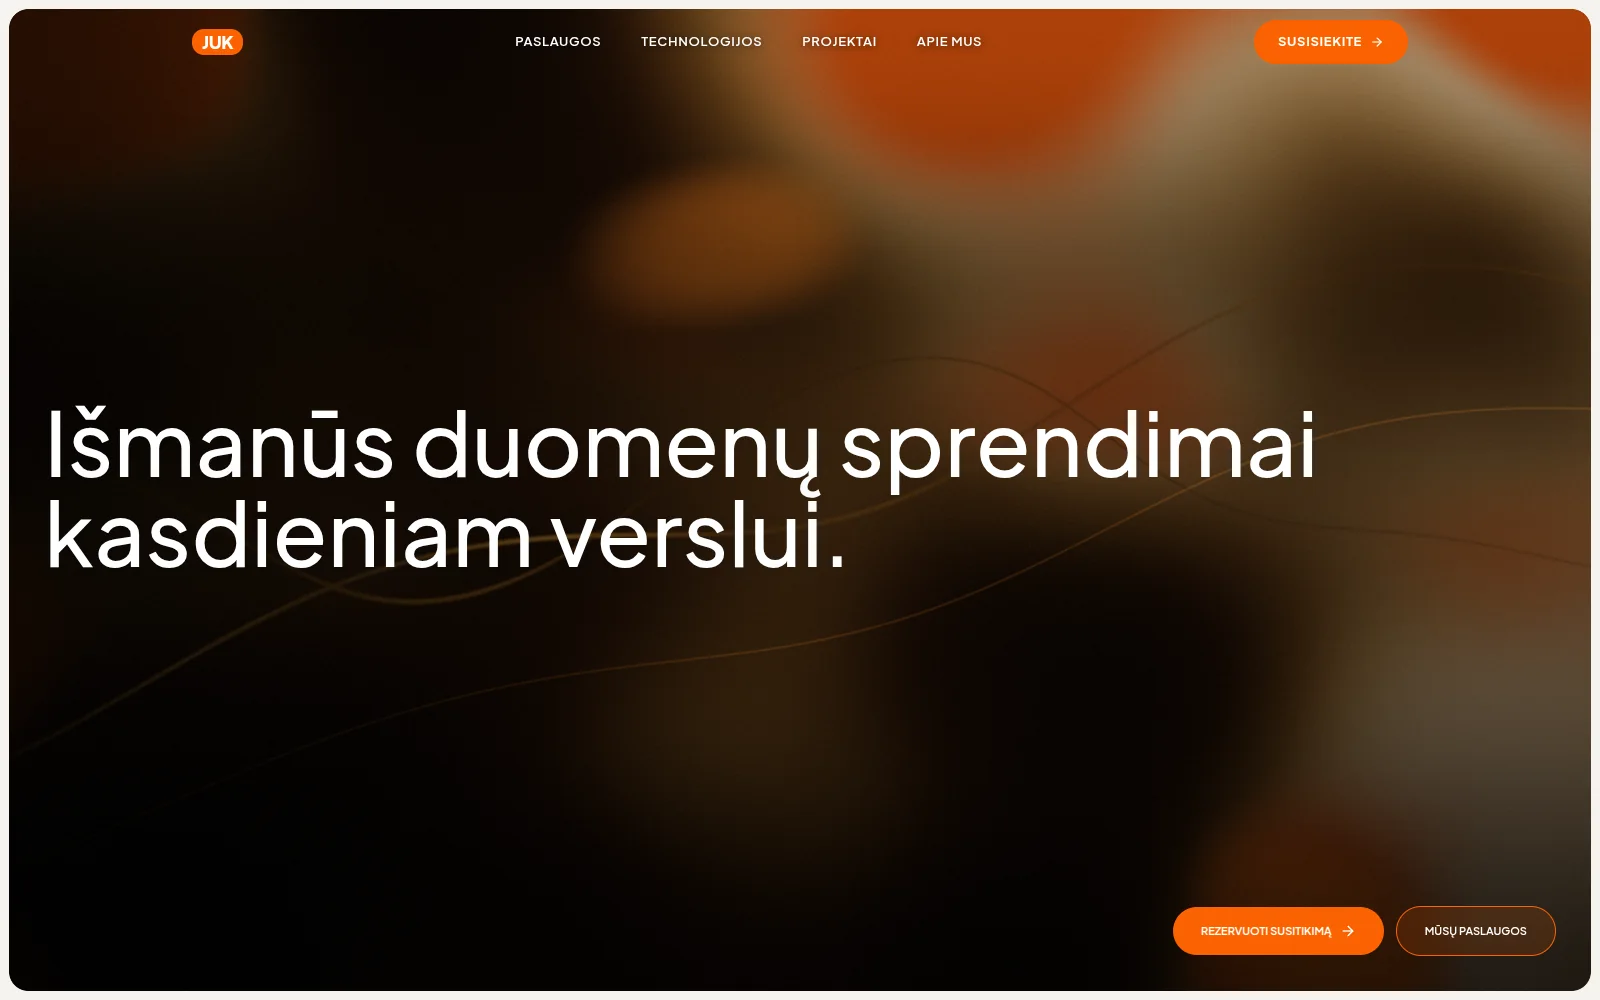 JUK
PASLAUGOS TECHNOLOGIJOS PROJEKTAI APIE MUS
SUSISIEKITE
Išmanūs duomenų sprendimai
kasdieniam verslui.
REZERVUOTI SUSITIKIMĄ
MŪSŲ PASLAUGOS